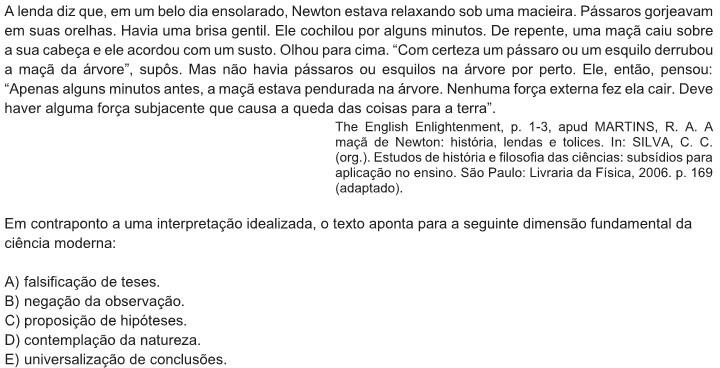 A lenda diz que, em um belo dia ensolarado, Newton estava relaxando sob uma macieira. Pássaros gorjeavam
em suas orelhas. Havia uma brisa gentil. Ele cochilou por alguns minutos. De repente, uma maçã caiu sobre
a sua cabeça e ele acordou com um susto. Olhou para cima. “Com certeza um pássaro ou um esquilo derrubou
a maçã da árvore”, supôs. Mas não havia pássaros ou esquilos na árvore por perto. Ele, então, pensou:
“Apenas alguns minutos antes, a maçã estava pendurada na árvore. Nenhuma força externa fez ela cair. Deve
haver alguma força subjacente que causa a queda das coisas para a terra”.
The English Enlightenment, p. 1-3, apud MARTINS, R. A. A
maçã de Newton: história, lendas e tolices. In: SILVA, C. C.
(org.). Estudos de história e filosofia das ciências: subsídios para
aplicação no ensino. São Paulo: Livraria da Física, 2006. p. 169
(adaptado).
Em contraponto a uma interpretação idealizada, o texto aponta para a seguinte dimensão fundamental da
ciência moderna:
A) falsificação de teses.
B) negação da observação.
C) proposição de hipóteses.
D) contemplação da natureza.
E) universalização de conclusões.